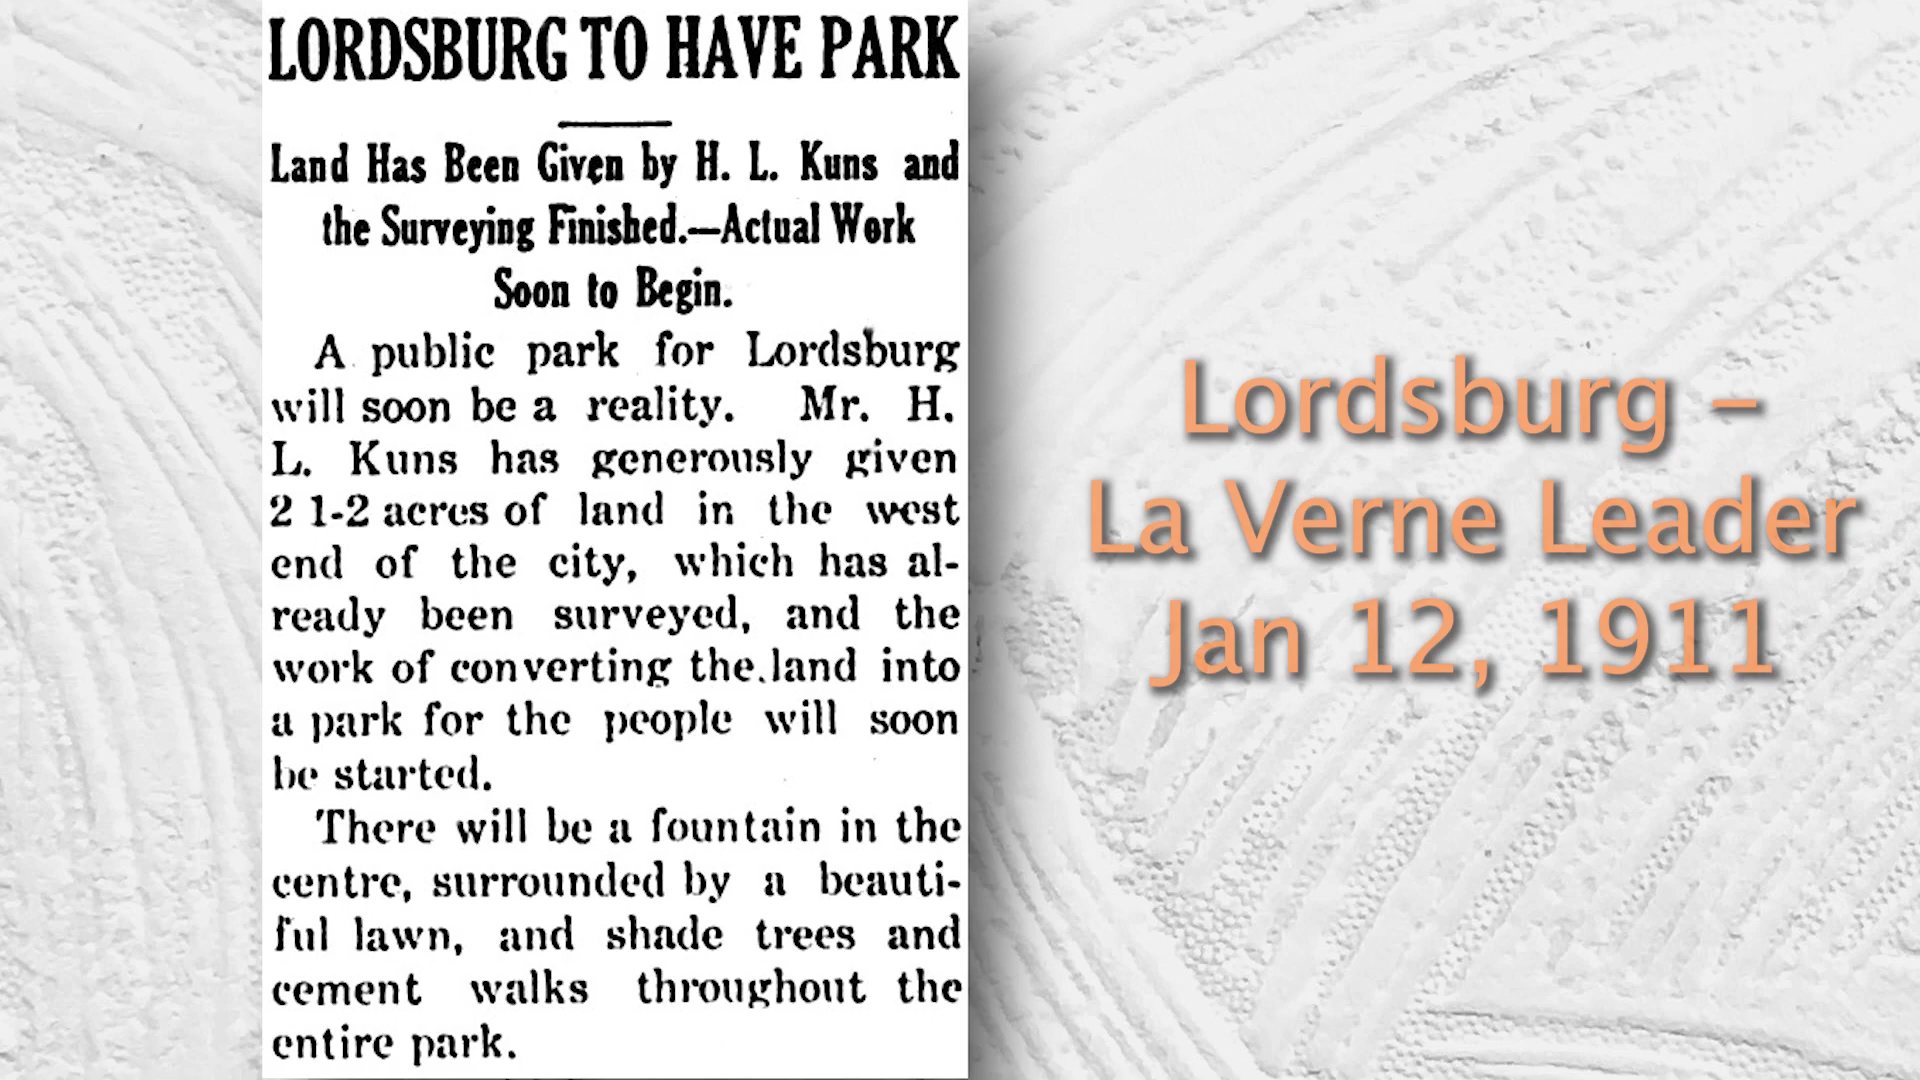 LORDSBURG TO HAVE PARK
Land Has Been Given by H. L. Kuns and
the Surveying Finished.—Actual Work
Soon to Begin.
A public park for Lordsburg
will soon be a reality. Mr. H.
L. Kuns has generously given
2 1-2 acres of land in the west
end of the city, which has al-
ready been surveyed, and the
work of converting the land into
a park for the people will soon
be started.
There will be a fountain in the
centre, surrounded by a beauti-
ful lawn, and shade trees and
cement walks throughout the
entire park.
Lordsburg –
La Verne Leader
Jan 12, 1911